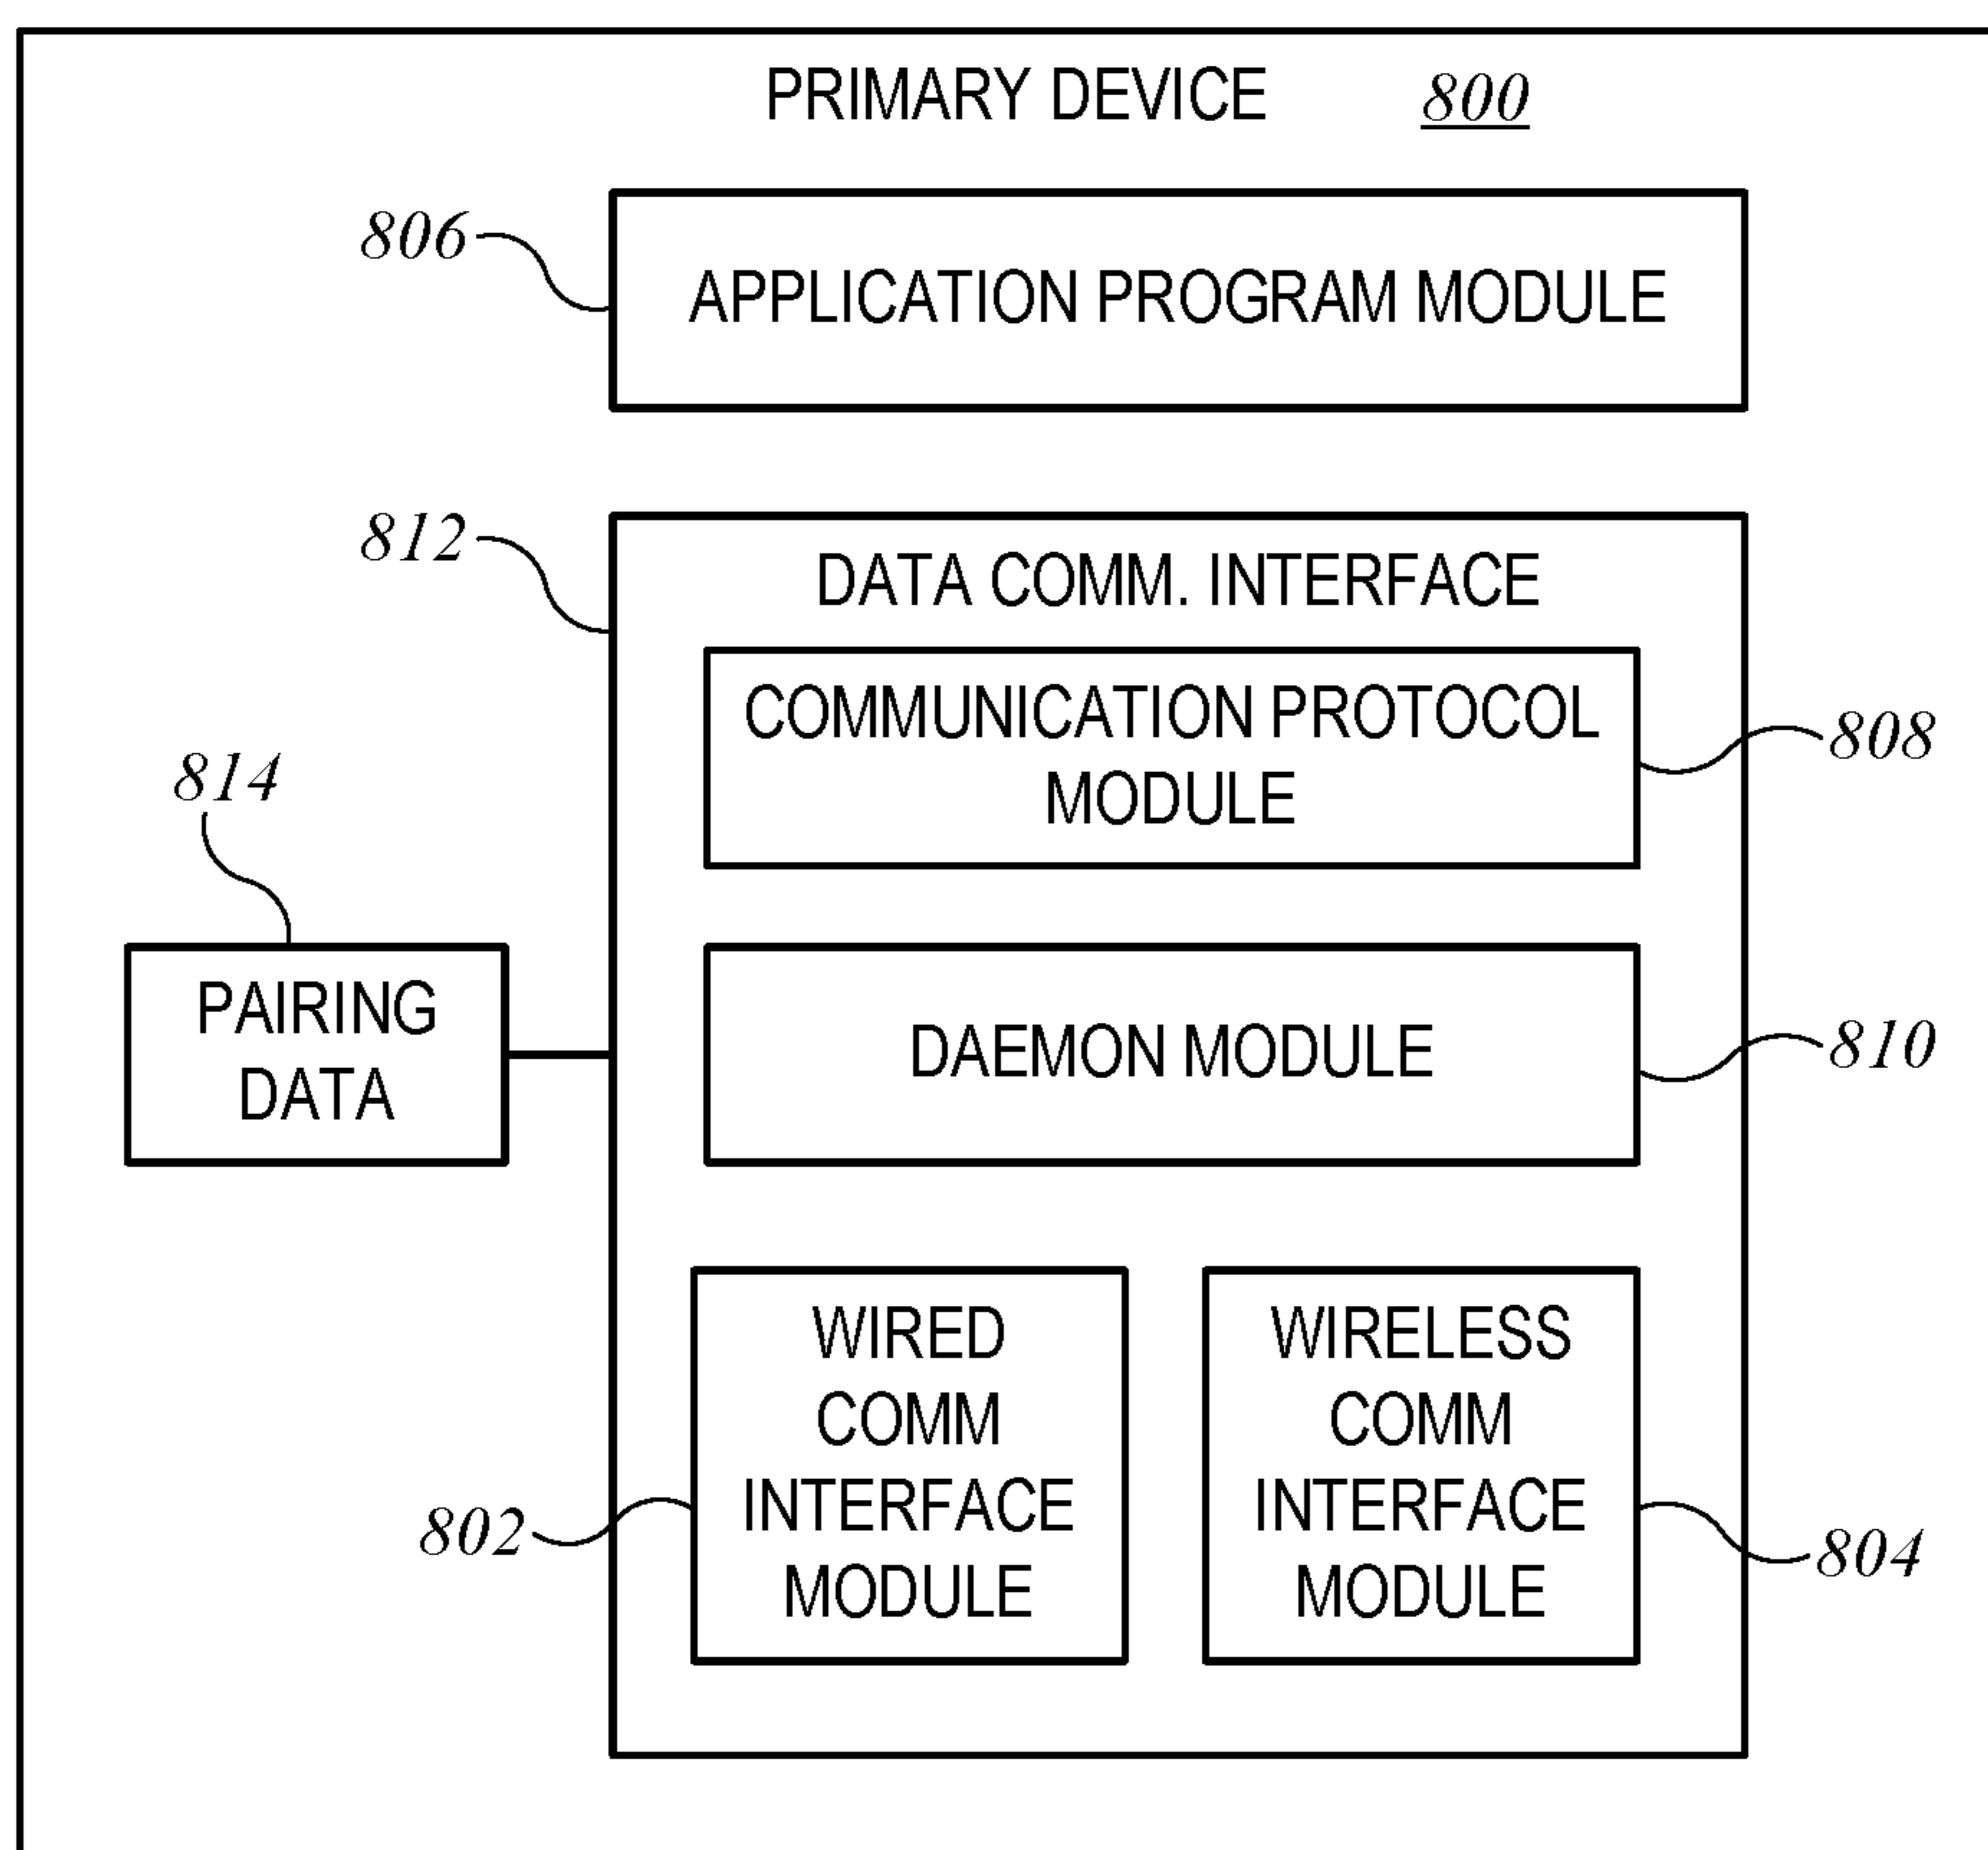 PRIMARY DEVICE 800
806
APPLICATION PROGRAM MODULE
812
DATA COMM. INTERFACE
COMMUNICATION PROTOCOL
MODULE
808
814
PAIRING
DATA
DAEMON MODULE
810
WIRED
COMM
INTERFACE
MODULE
802
WIRELESS
COMM
INTERFACE
MODULE
804